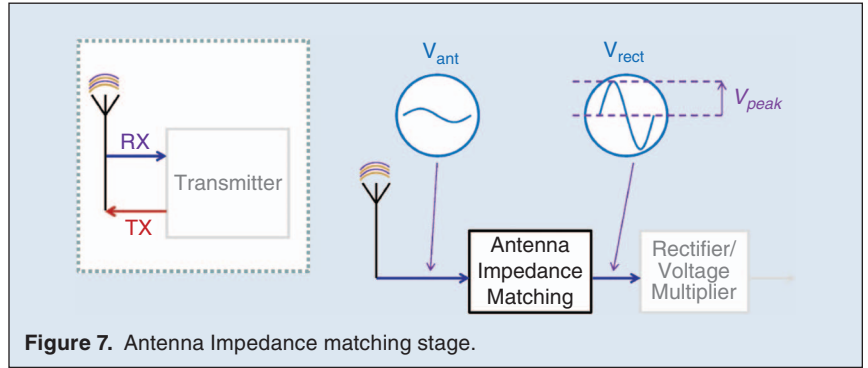 V_ant
V_rect
V_peak
RX
Transmitter
TX
Antenna
Impedance
Matching
Rectifier/
Voltage
Multiplier
Figure 7. Antenna Impedance matching stage.